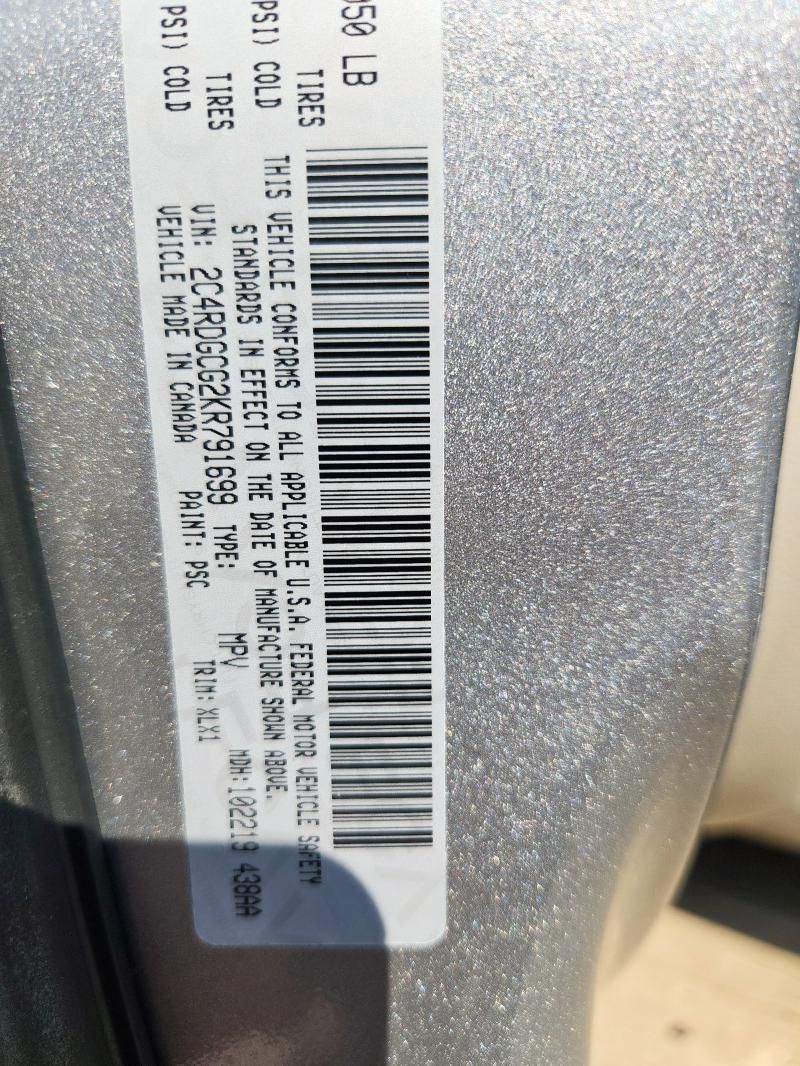 050 LB
TIRES
PSI) COLD
TIRES
PSI) COLD
THIS VEHICLE CONFORMS TO ALL APPLICABLE U.S.A. FEDERAL MOTOR VEHICLE SAFETY
STANDARDS IN EFFECT ON THE DATE OF MANUFACTURE SHOWN ABOVE.
VIN: 2C4RDGCG2KR791699 TYPE: MPV MDH:102219 438AA
VEHICLE MADE IN CANADA PAINT: PSC TRIM: XLX1